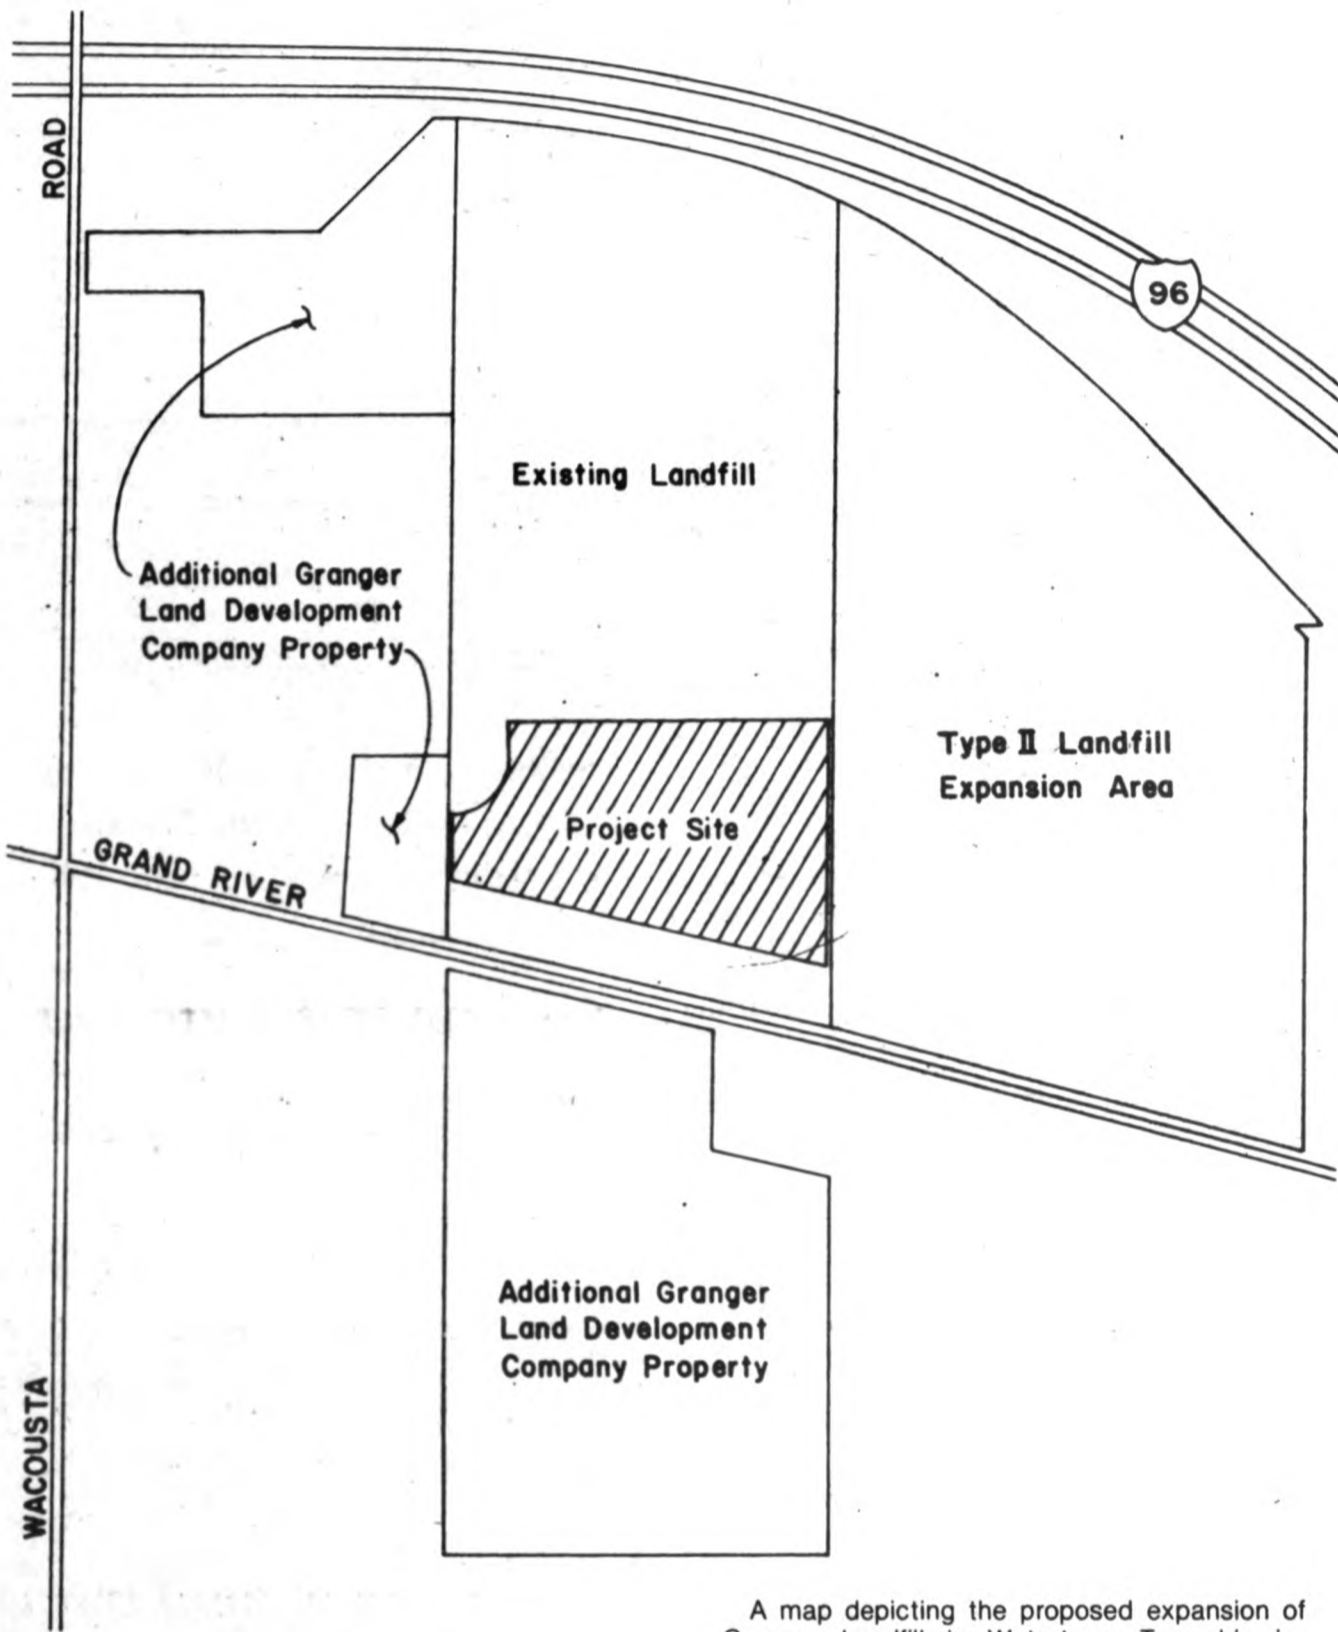 ROAD
96
Existing Landfill
Additional Granger
Land Development
Company Property
Type II Landfill
Expansion Area
Project Site
GRAND RIVER
Additional Granger
Land Development
Company Property
WACOUSTA
A map depicting the proposed expansion of